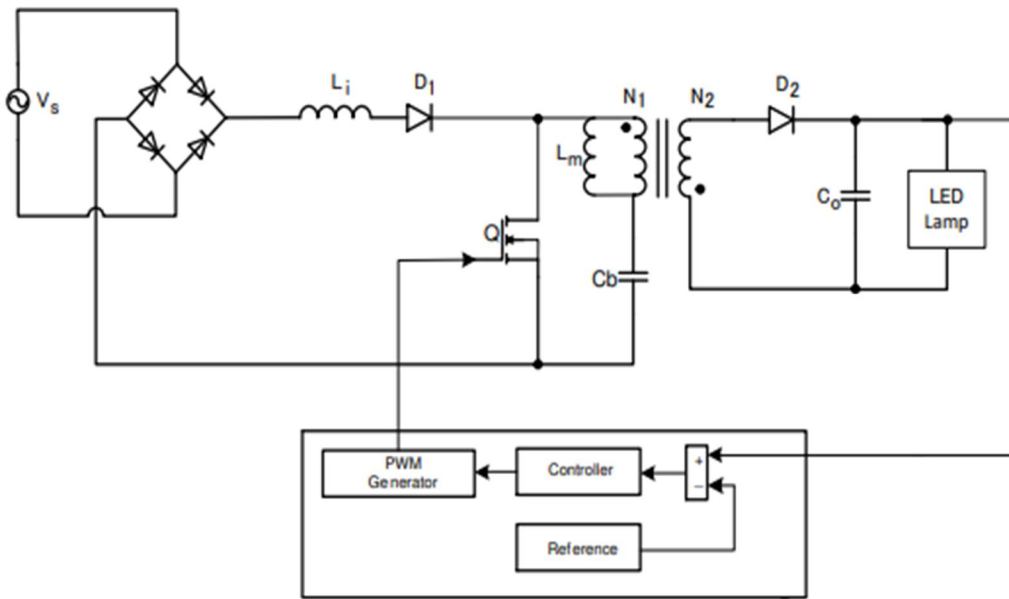 Vs
Li
D1
N1
N2
D2
Lm
Co
LED
Lamp
Q
Cb
PWM
Generator
Controller
+
−
Reference